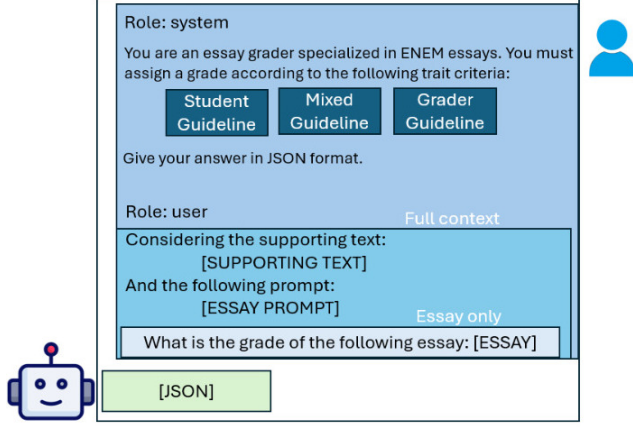 Role: system
You are an essay grader specialized in ENEM essays. You must
assign a grade according to the following trait criteria:
Student Guideline
Mixed Guideline
Grader Guideline
Give your answer in JSON format.
Role: user
Full context
Considering the supporting text:
[SUPPORTING TEXT]
And the following prompt:
[ESSAY PROMPT]
Essay only
What is the grade of the following essay: [ESSAY]
[JSON]